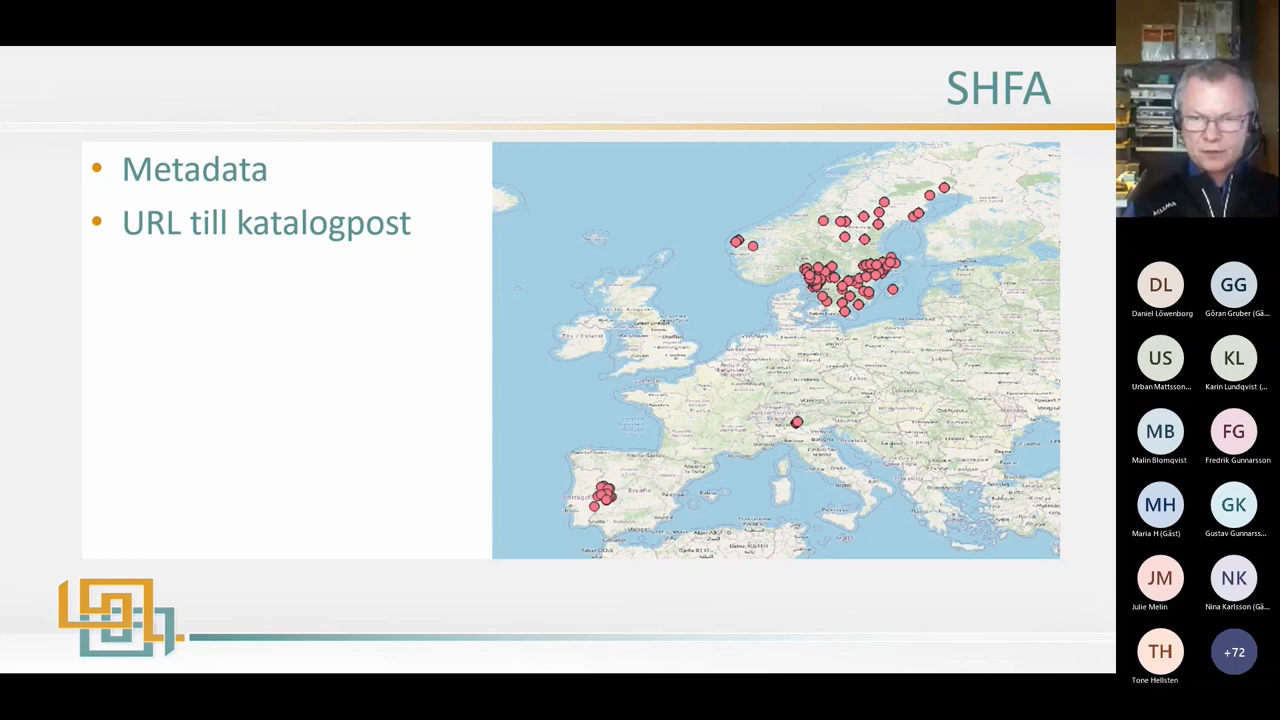 SHFA
• Metadata
• URL till katalogpost
DL
GG
Daniel Löwenborg
Göran Gruber (Gä...
US
KL
Urban Mattsson...
Karin Lundqvist (...
MB
FG
Malin Blomqvist
Fredrik Gunnarsson
MH
GK
Maria H (Gäst)
Gustav Gunnarss...
JM
NK
Julie Melin
Nina Karlsson (Gä...
TH
+72
Tone Hellsten